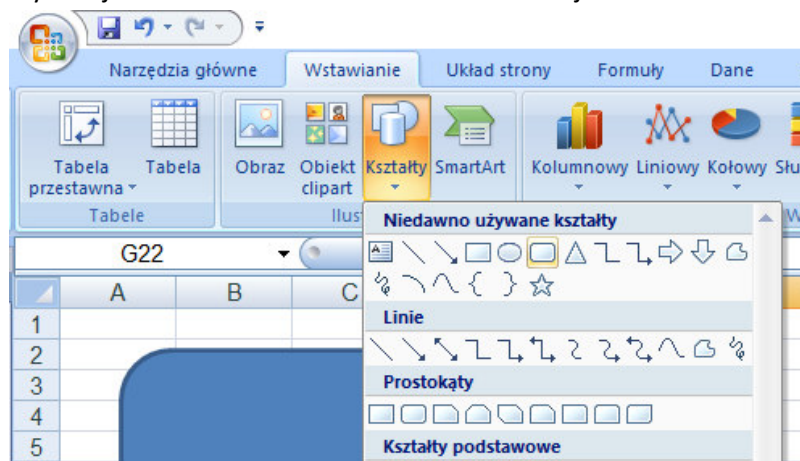 Narzędzia główne Wstawianie Układ strony Formuły Dane
Tabela przestawna
Tabela
Obraz
Obiekt clipart
Kształty
SmartArt
Kolumnowy
Liniowy
Kołowy
Tabele
Niedawno używane kształty
G22
A B C
Linie
Prostokąty
Kształty podstawowe
1
2
3
4
5